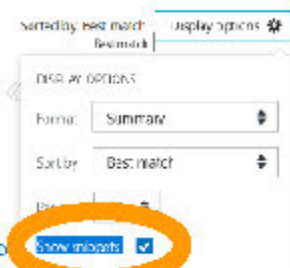 Sorted by: Best match Display options
Best match
DISPLAY OPTIONS
Format Summary
Sort by Best match
Show snippets